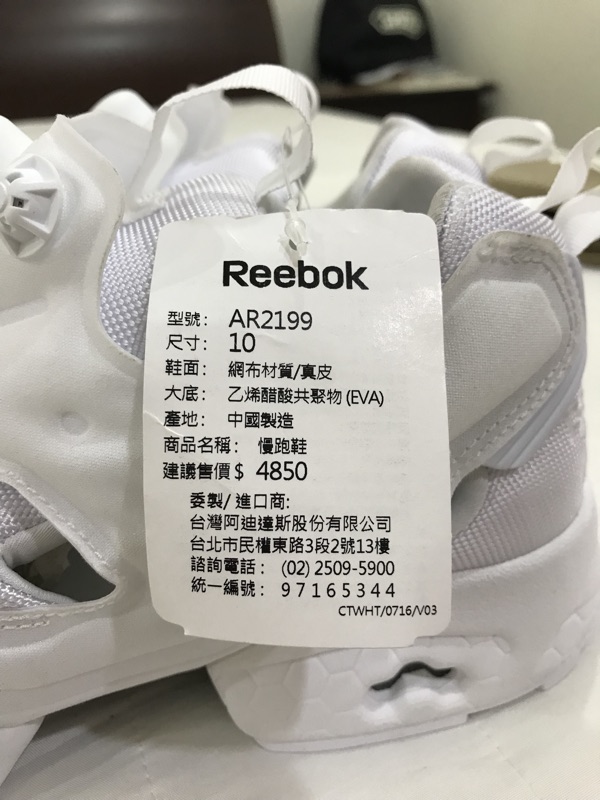 Reebok
型號: AR2199
尺寸: 10
鞋面: 網布材質/真皮
大底: 乙烯醋酸共聚物(EVA)
產地: 中國製造
商品名稱: 慢跑鞋
建議售價$ 4850
委製/進口商:
台灣阿迪達斯股份有限公司
台北市民權東路3段2號13樓
諮詢電話: (02) 2509-5900
統一編號: 97165344
CTWHT/0716/V03